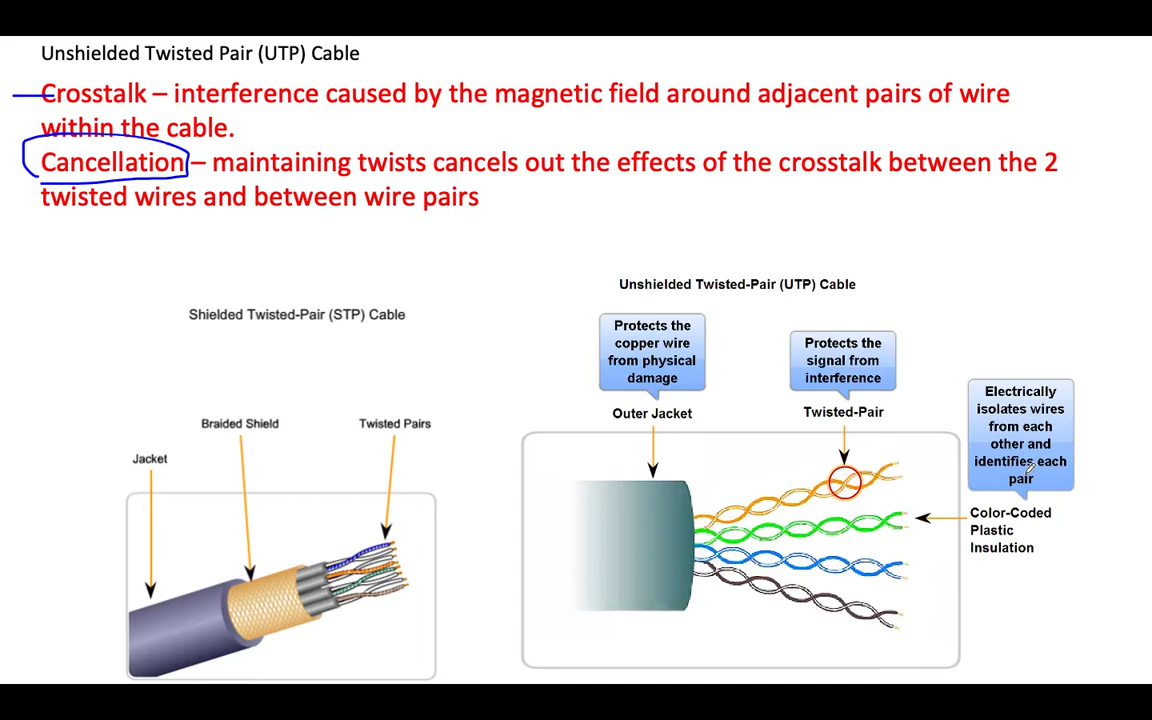 Unshielded Twisted Pair (UTP) Cable
Crosstalk – interference caused by the magnetic field around adjacent pairs of wire
within the cable.
Cancellation – maintaining twists cancels out the effects of the crosstalk between the 2
twisted wires and between wire pairs
Shielded Twisted-Pair (STP) Cable
Braided Shield
Twisted Pairs
Jacket
Unshielded Twisted-Pair (UTP) Cable
Protects the
copper wire
from physical
damage
Outer Jacket
Protects the
signal from
interference
Twisted-Pair
Electrically
isolates wires
from each
other and
identifies each
pair
Color-Coded
Plastic
Insulation